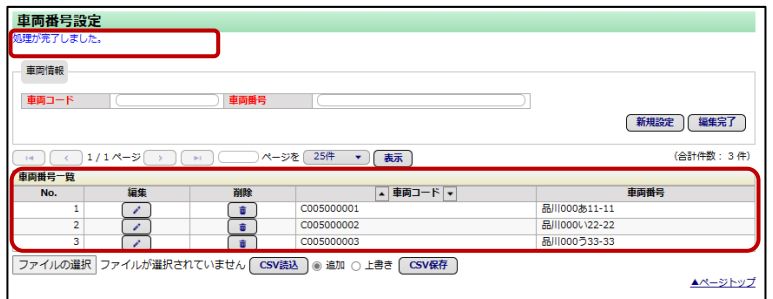 車両番号設定
処理が完了しました。
車両情報
車両コード 車両番号
新規設定 編集完了
1 / 1 ページ ページを 25件 表示 (合計件数：3 件)
車両番号一覧
No. 編集 削除 ▲ 車両コード ▼ 車両番号
1 C005000001 品川000あ11-11
2 C005000002 品川000い22-22
3 C005000003 品川000う33-33
ファイルの選択 ファイルが選択されていません CSV読込 追加 上書き CSV保存
▲ページトップ